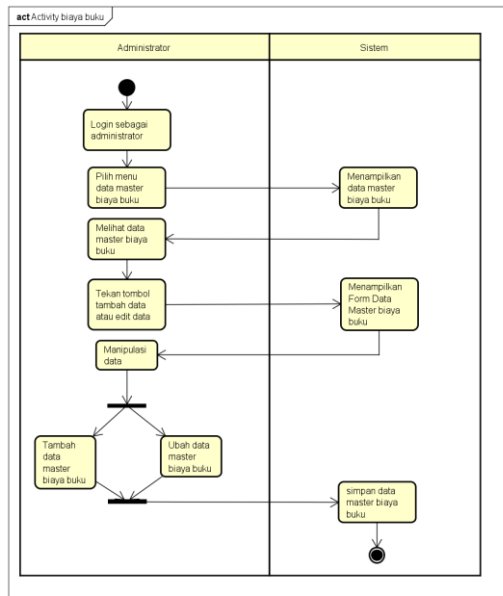 act Activity biaya buku
Administrator
Sistem
Login sebagai
administrator
Pilih menu
data master
biaya buku
Menampilkan
data master
biaya buku
Melihat data
master biaya
buku
Tekan tombol
tambah data
atau edit data
Menampilkan
Form Data
Master biaya
buku
Manipulasi
data
Tambah
data
master
biaya buku
Ubah data
master
biaya buku
simpan data
master biaya
buku